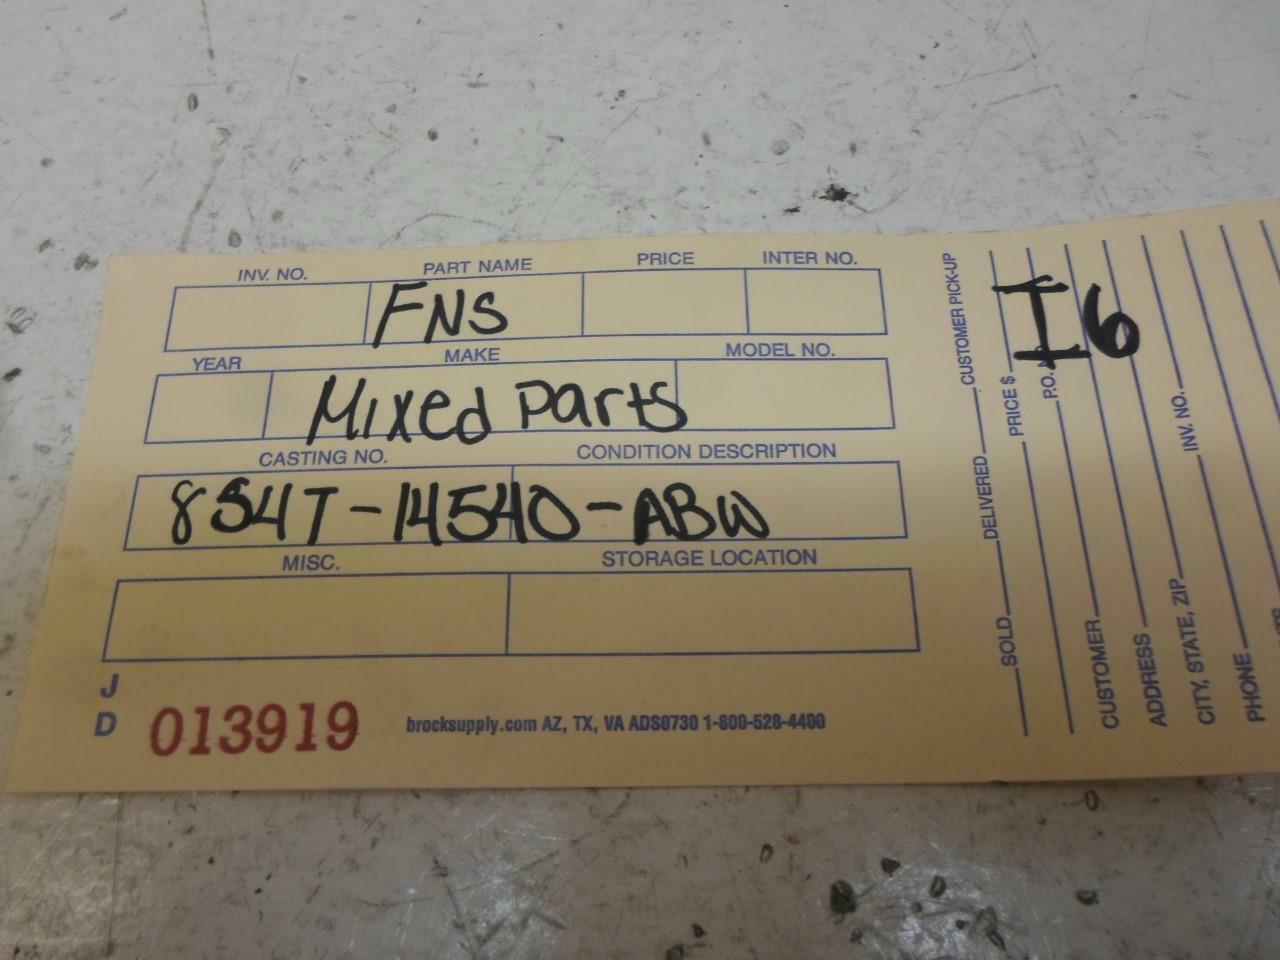 INV. NO. PART NAME PRICE INTER NO.
FNS
YEAR MAKE MODEL NO.
Mixed Parts
CASTING NO. CONDITION DESCRIPTION
8S4T-14540-ABW
MISC. STORAGE LOCATION
J
D 013919 brocksupply.com AZ, TX, VA ADS0730 1-800-528-4400
SOLD DELIVERED CUSTOMER PICK-UP
PRICE $
P.O.
I6
CUSTOMER
ADDRESS
CITY, STATE, ZIP INV. NO.
PHONE